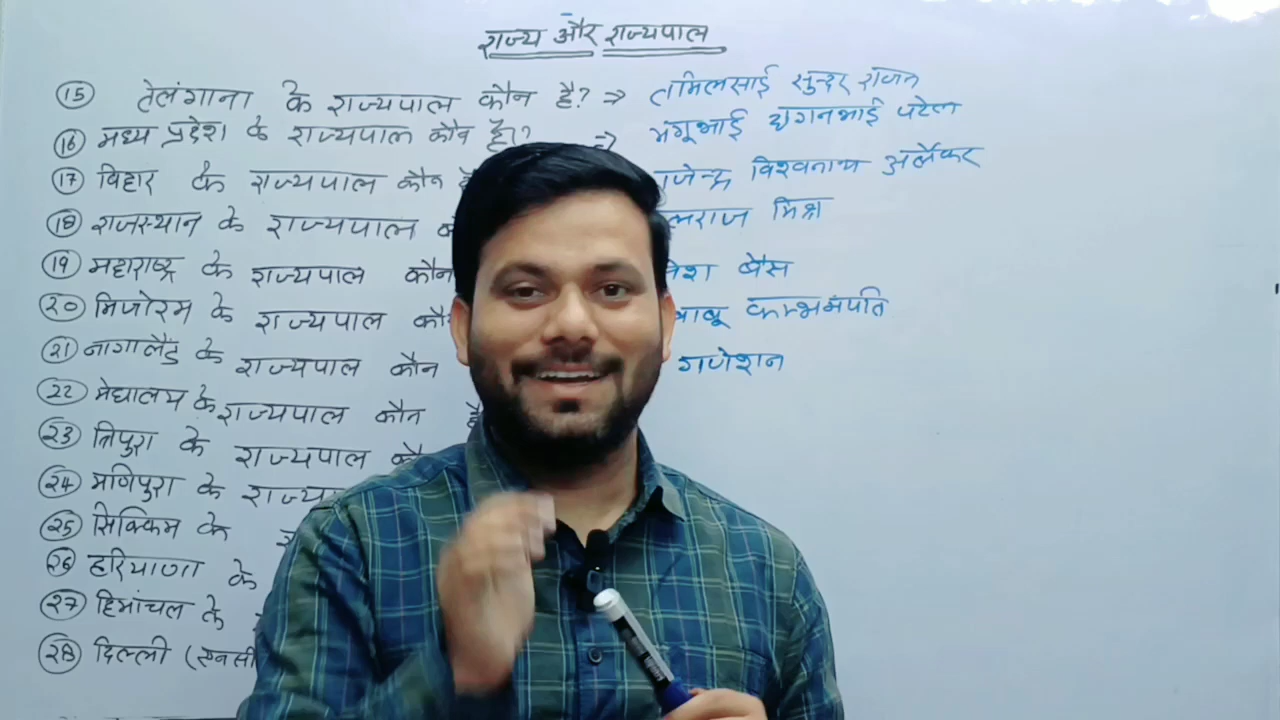 राज्य और राज्यपाल
15 तेलंगाना के राज्यपाल कौन है? ⇒ तमिलसाई सुन्दर राजन
16 मध्य प्रदेश के राज्यपाल कौन है? ⇒ मंगूभाई छगनभाई पटेल
17 बिहार के राज्यपाल कौन विश्वनाथ अर्लेकर
18 राजस्थान के राज्यपाल मिश्र
19 महाराष्ट्र के राज्यपाल कौन बैस
20 मिजोरम के राज्यपाल बाबू कम्भमपति
21 नागालैंड के राज्यपाल कौन गणेशन
22 मेघालय के राज्यपाल कौन
23 त्रिपुरा के राज्यपाल
24 मणिपुरा के
25 सिक्किम के
26 हरियाणा के
27 हिमांचल के
28 दिल्ली